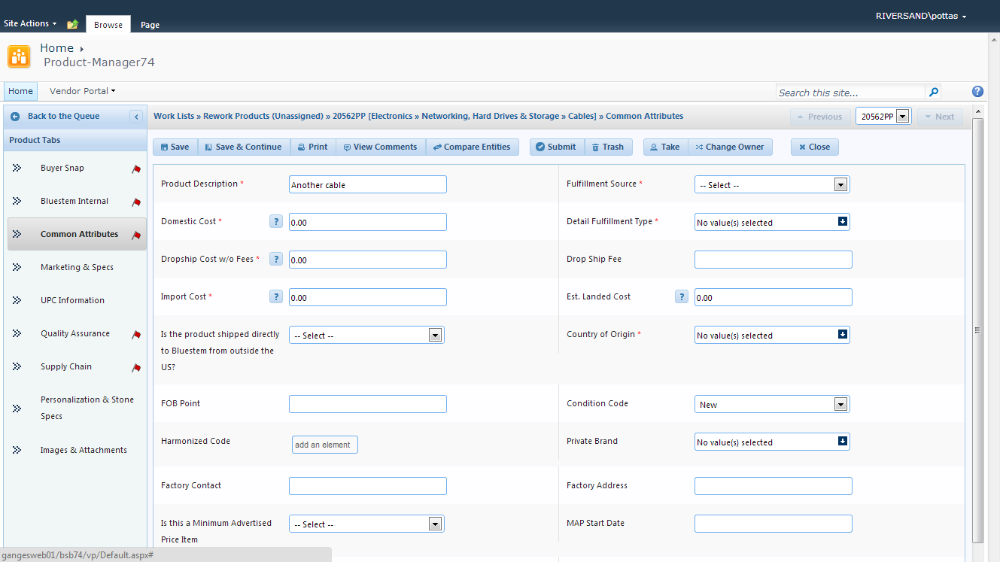 Site Actions
Browse
Page
RIVERSAND\pottas
Home
Product-Manager74
Home
Vendor Portal
Search this site...
Back to the Queue
Work Lists » Rework Products (Unassigned) » 20562PP [Electronics » Networking, Hard Drives & Storage » Cables] » Common Attributes
Previous
20562PP
Next
Product Tabs
Save
Save & Continue
Print
View Comments
Compare Entities
Submit
Trash
Take
Change Owner
Close
Buyer Snap
Bluestem Internal
Common Attributes
Marketing & Specs
UPC Information
Quality Assurance
Supply Chain
Personalization & Stone
Specs
Images & Attachments
Product Description *
Another cable
Fulfillment Source *
-- Select --
Domestic Cost *
?
0.00
Detail Fulfillment Type *
No value(s) selected
Dropship Cost w/o Fees *
?
0.00
Drop Ship Fee
Import Cost *
?
0.00
Est. Landed Cost
?
0.00
Is the product shipped directly
to Bluestem from outside the
US?
-- Select --
Country of Origin *
No value(s) selected
FOB Point
Condition Code
New
Harmonized Code
add an element
Private Brand
No value(s) selected
Factory Contact
Factory Address
Is this a Minimum Advertised
Price Item
-- Select --
MAP Start Date
gangesweb01/bsb74/vp/Default.aspx#